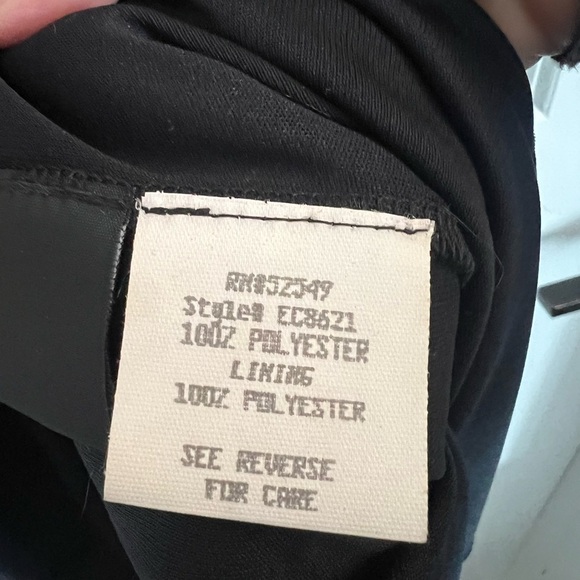 RN#52549
Style# EC8621
100% POLYESTER
LINING
100% POLYESTER
SEE REVERSE
FOR CARE